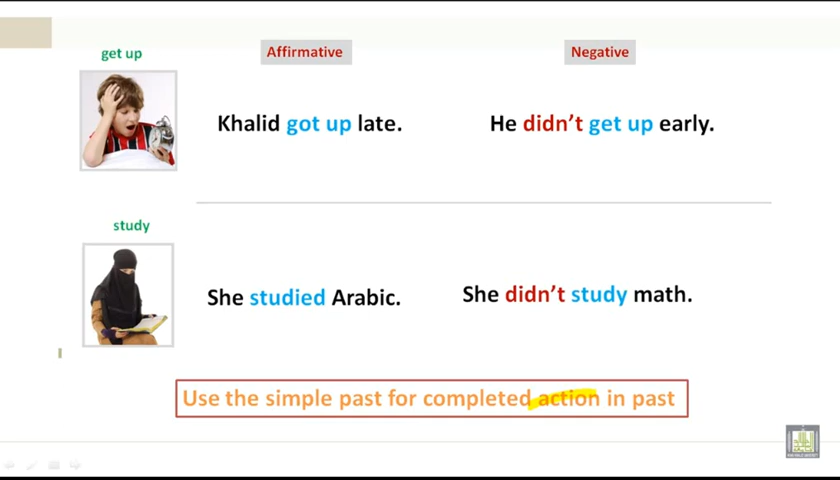 get up
Affirmative
Negative
Khalid got up late.
He didn't get up early.
study
She studied Arabic.
She didn't study math.
Use the simple past for completed action in past